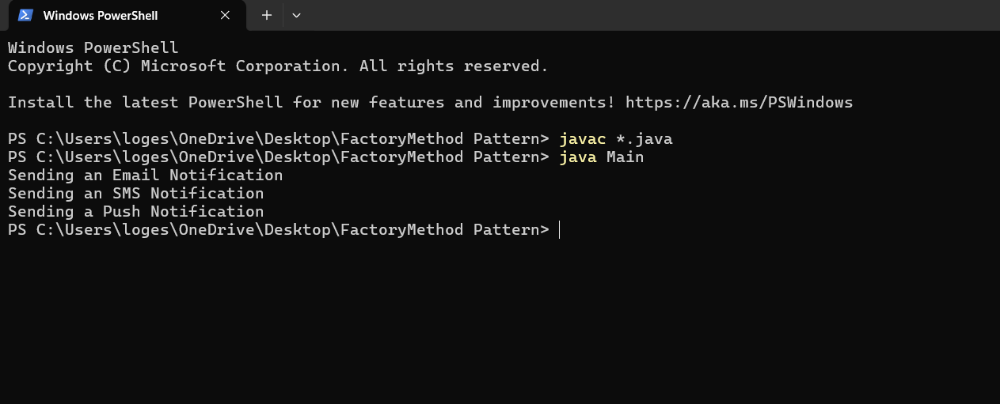 Windows PowerShell
Windows PowerShell
Copyright (C) Microsoft Corporation. All rights reserved.
Install the latest PowerShell for new features and improvements! https://aka.ms/PSWindows
PS C:\Users\loges\OneDrive\Desktop\FactoryMethod Pattern> javac *.java
PS C:\Users\loges\OneDrive\Desktop\FactoryMethod Pattern> java Main
Sending an Email Notification
Sending an SMS Notification
Sending a Push Notification
PS C:\Users\loges\OneDrive\Desktop\FactoryMethod Pattern>